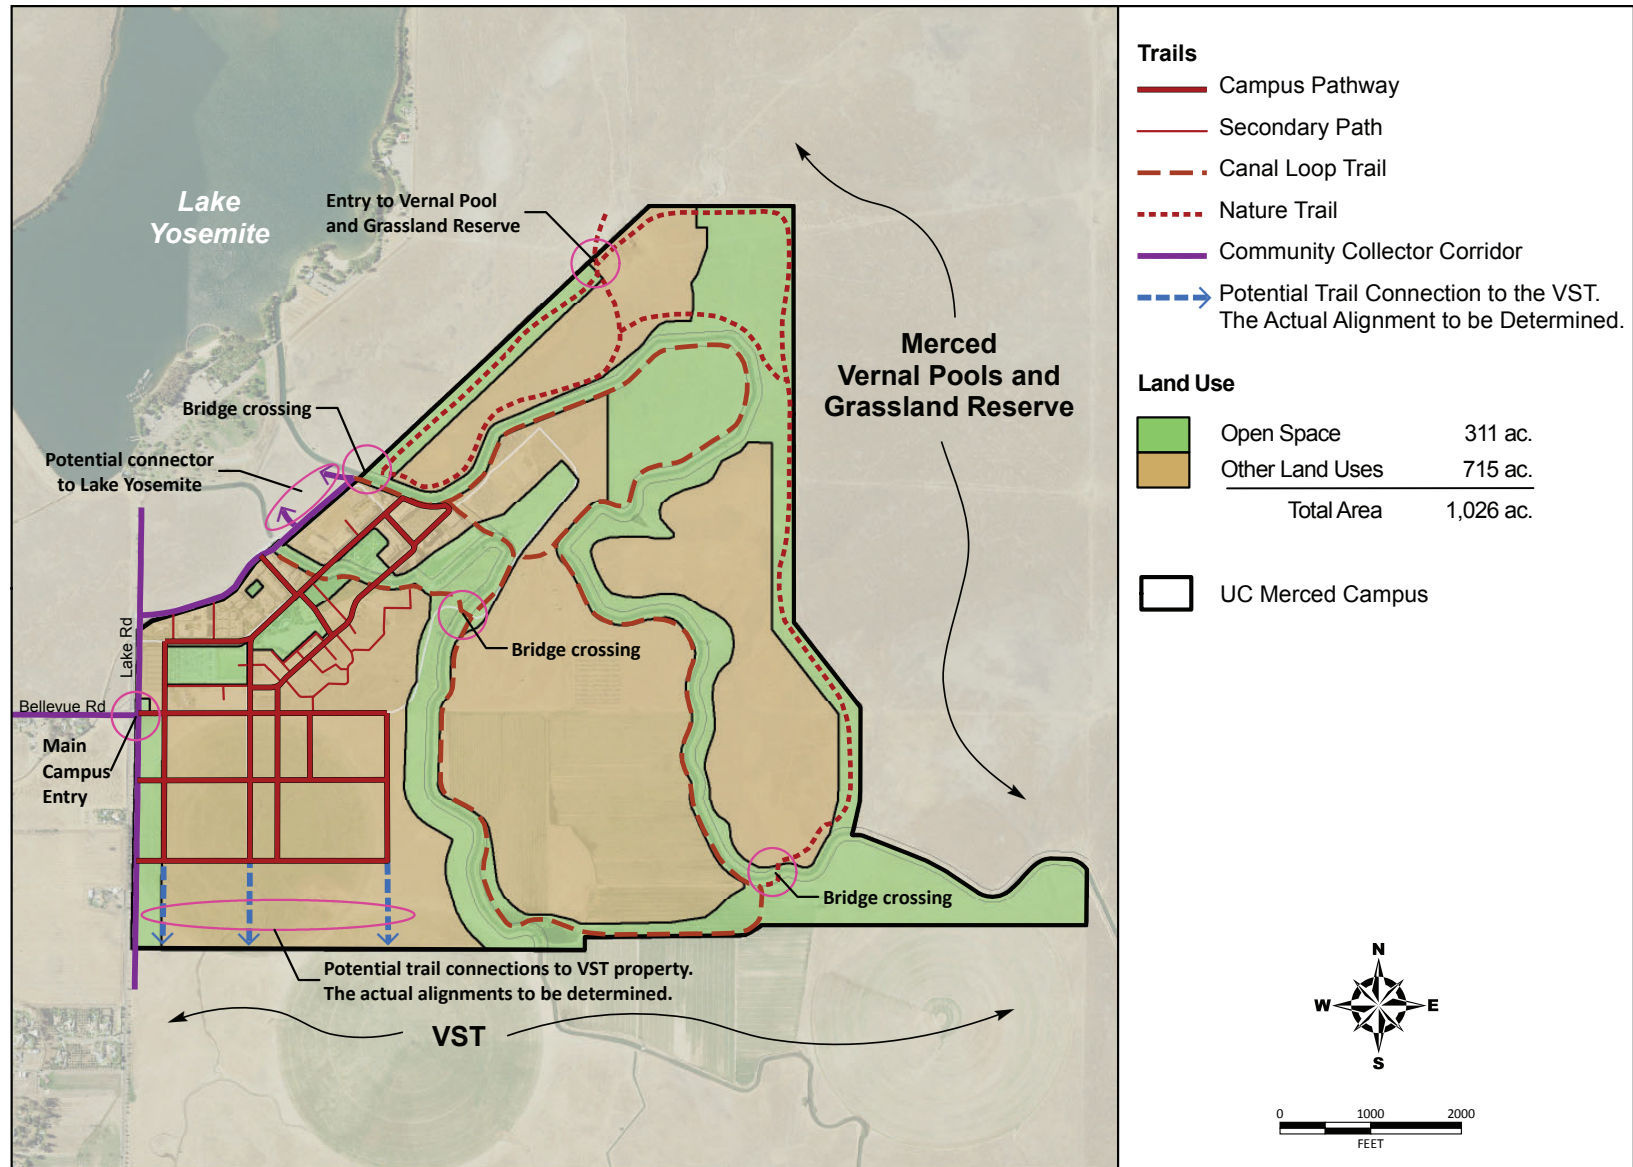 Lake
Yosemite
Entry to Vernal Pool
and Grassland Reserve
Bridge crossing
Potential connector
to Lake Yosemite
Merced
Vernal Pools and
Grassland Reserve
Lake Rd
Bridge crossing
Bellevue Rd
Main
Campus
Entry
Bridge crossing
Potential trail connections to VST property.
The actual alignments to be determined.
VST
Trails
Campus Pathway
Secondary Path
Canal Loop Trail
Nature Trail
Community Collector Corridor
Potential Trail Connection to the VST.
The Actual Alignment to be Determined.
Land Use
Open Space 311 ac.
Other Land Uses 715 ac.
Total Area 1,026 ac.
UC Merced Campus
N
W E
S
0 1000 2000
FEET